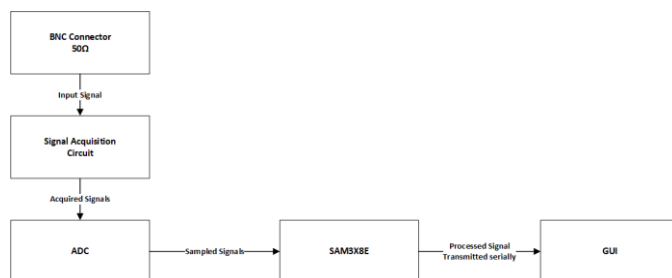 BNC Connector
50Ω
Input Signal
Signal Acquisition
Circuit
Acquired Signals
ADC
Sampled Signals
SAM3X8E
Processed Signal
Transmitted serially
GUI